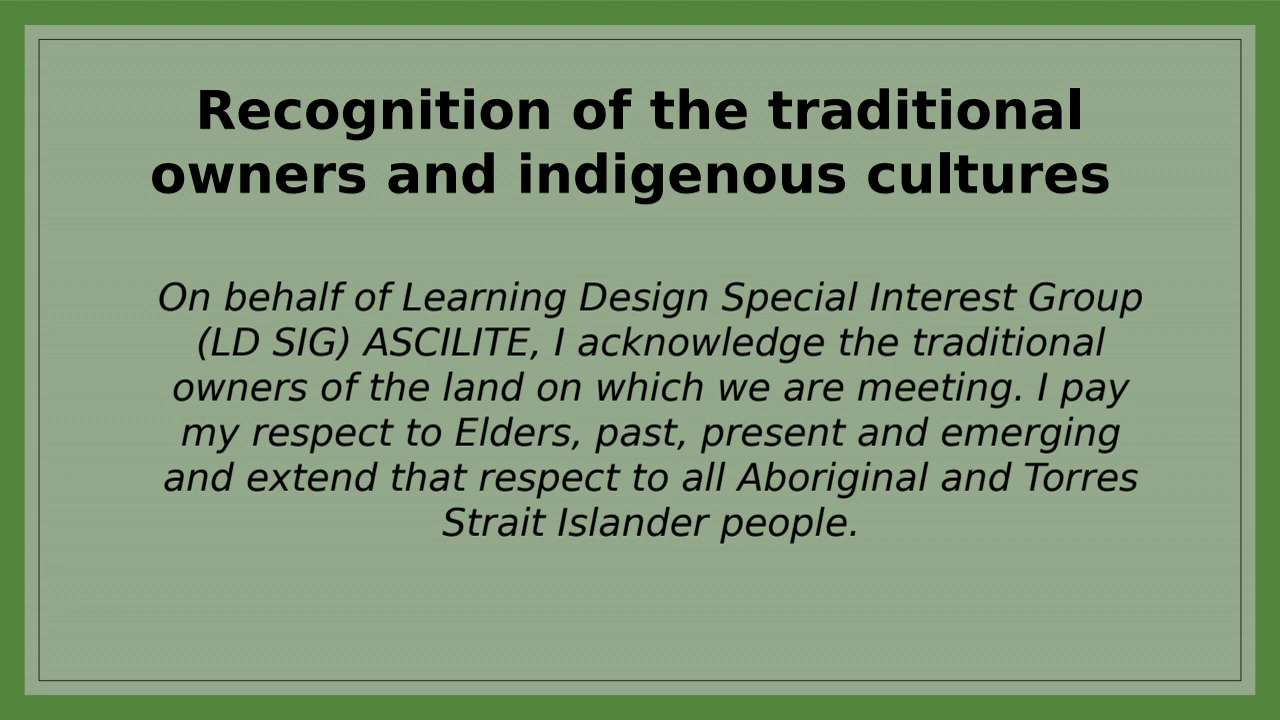 Recognition of the traditional
owners and indigenous cultures
On behalf of Learning Design Special Interest Group
(LD SIG) ASCILITE, I acknowledge the traditional
owners of the land on which we are meeting. I pay
my respect to Elders, past, present and emerging
and extend that respect to all Aboriginal and Torres
Strait Islander people.